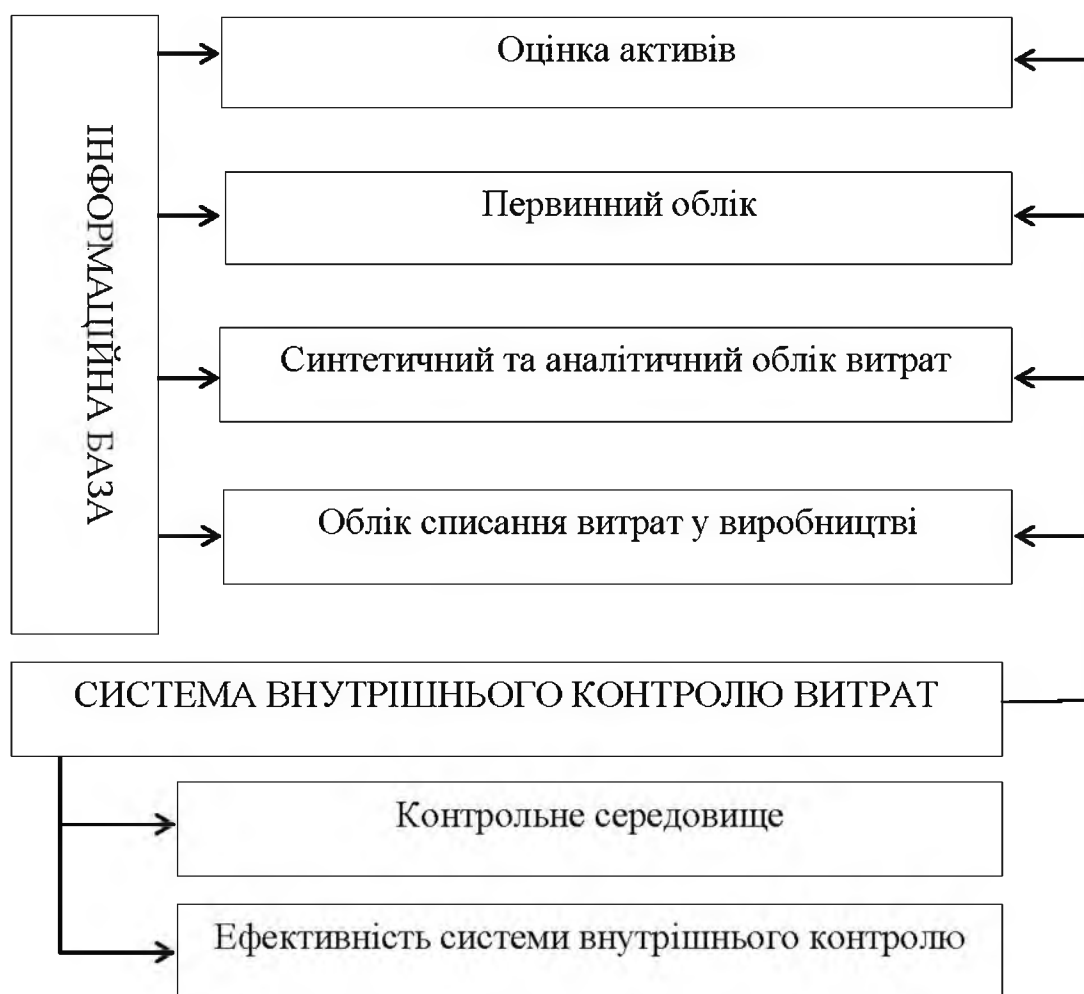 ІНФОРМАЦІЙНА БАЗА
Оцінка активів
Первинний облік
Синтетичний та аналітичний облік витрат
Облік списання витрат у виробництві
СИСТЕМА ВНУТРІШНЬОГО КОНТРОЛЮ ВИТРАТ
Контрольне середовище
Ефективність системи внутрішнього контролю